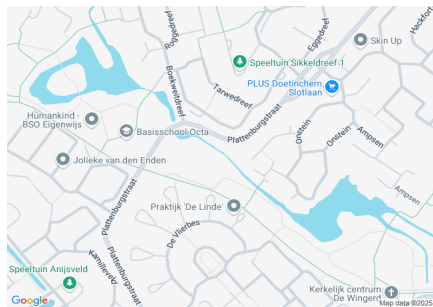 Roggedreef
Eggedreef
Hackfort
Skin Up
Speeltuin Sikkeldreef 1
Boekweitdreef
Tarwedreef
PLUS Doetinchem
Slotlaan
Humankind -
BSO Eigenwijs
Basisschool Octa
Plattenburgstraat
Onstein
Onstein
Ampsen
Jolieke van den Enden
Plattenburgstraat
Ampsen
Praktijk 'De Linde'
De Vlierbes
Kamilleveld
Plattenburgstraat
Speeltuin Anijsveld
Kerkelijk centrum
De Wingerd
Google
Map data ©2025